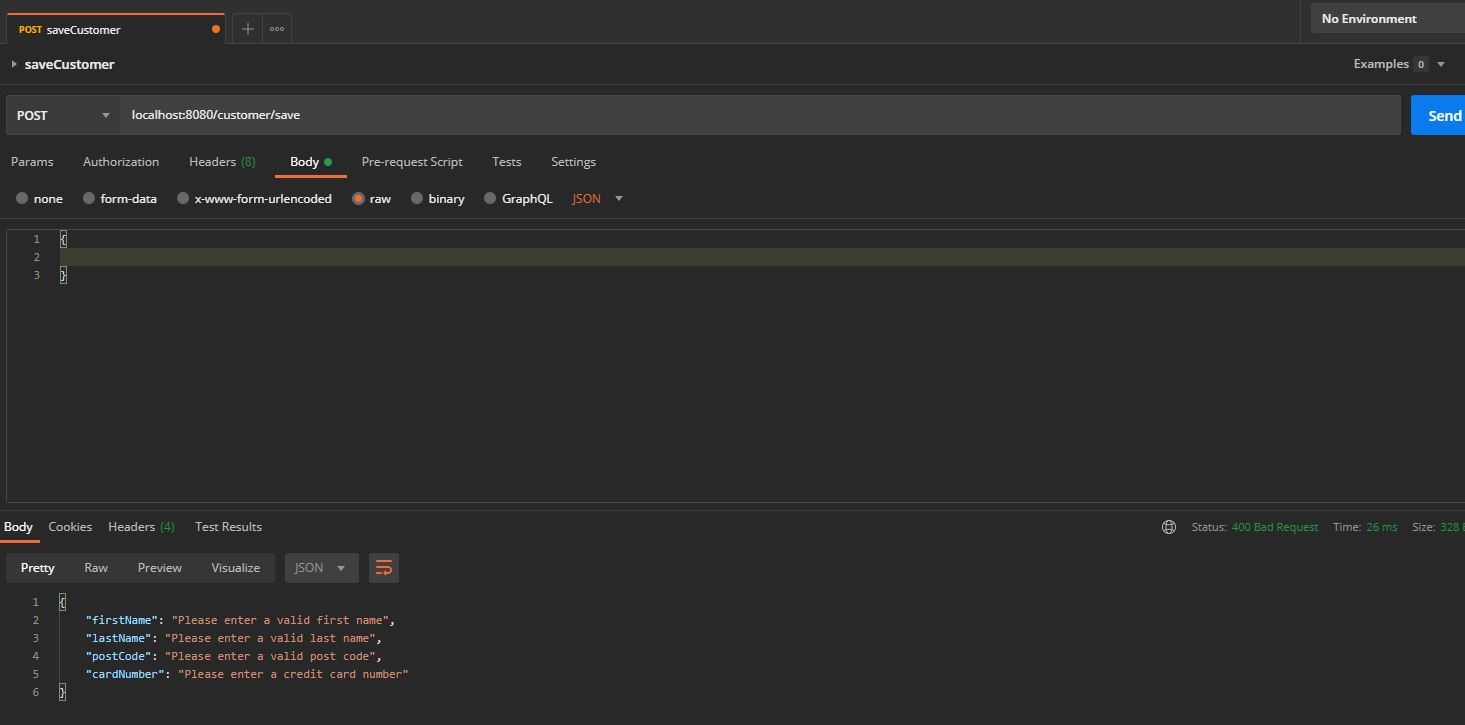 POST saveCustomer
No Environment
saveCustomer
Examples 0
POST localhost:8080/customer/save Send
Params Authorization Headers (8) Body Pre-request Script Tests Settings
none form-data x-www-form-urlencoded raw binary GraphQL JSON
1 {
2
3 }
Body Cookies Headers (4) Test Results Status: 400 Bad Request Time: 26 ms Size: 328
Pretty Raw Preview Visualize JSON
1 {
2 "firstName": "Please enter a valid first name",
3 "lastName": "Please enter a valid last name",
4 "postCode": "Please enter a valid post code",
5 "cardNumber": "Please enter a credit card number"
6 }